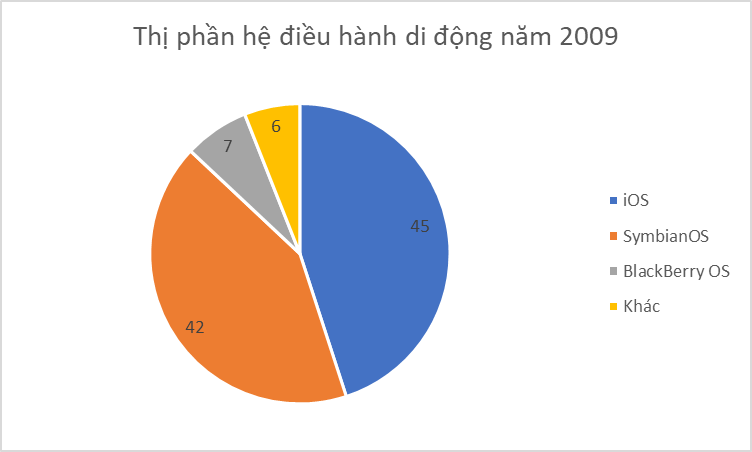 Thị phần hệ điều hành di động năm 2009
6
7
45
42
iOS
SymbianOS
BlackBerry OS
Khác